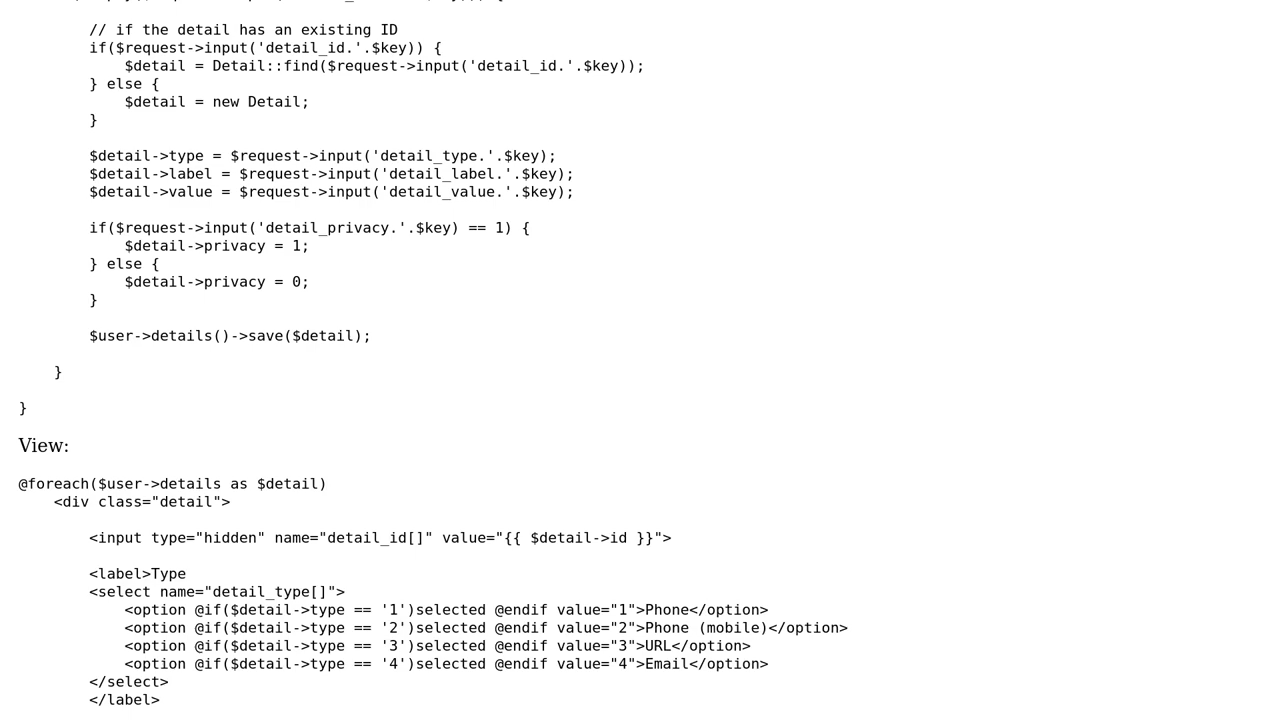 // if the detail has an existing ID
if($request->input('detail_id.'.$key)) {
$detail = Detail::find($request->input('detail_id.'.$key));
} else {
$detail = new Detail;
}
$detail->type = $request->input('detail_type.'.$key);
$detail->label = $request->input('detail_label.'.$key);
$detail->value = $request->input('detail_value.'.$key);
if($request->input('detail_privacy.'.$key) == 1) {
$detail->privacy = 1;
} else {
$detail->privacy = 0;
}
$user->details()->save($detail);
}
}
View:
@foreach($user->details as $detail)
<div class="detail">
<input type="hidden" name="detail_id[]" value="{{ $detail->id }}">
<label>Type
<select name="detail_type[]">
<option @if($detail->type == '1')selected @endif value="1">Phone</option>
<option @if($detail->type == '2')selected @endif value="2">Phone (mobile)</option>
<option @if($detail->type == '3')selected @endif value="3">URL</option>
<option @if($detail->type == '4')selected @endif value="4">Email</option>
</select>
</label>